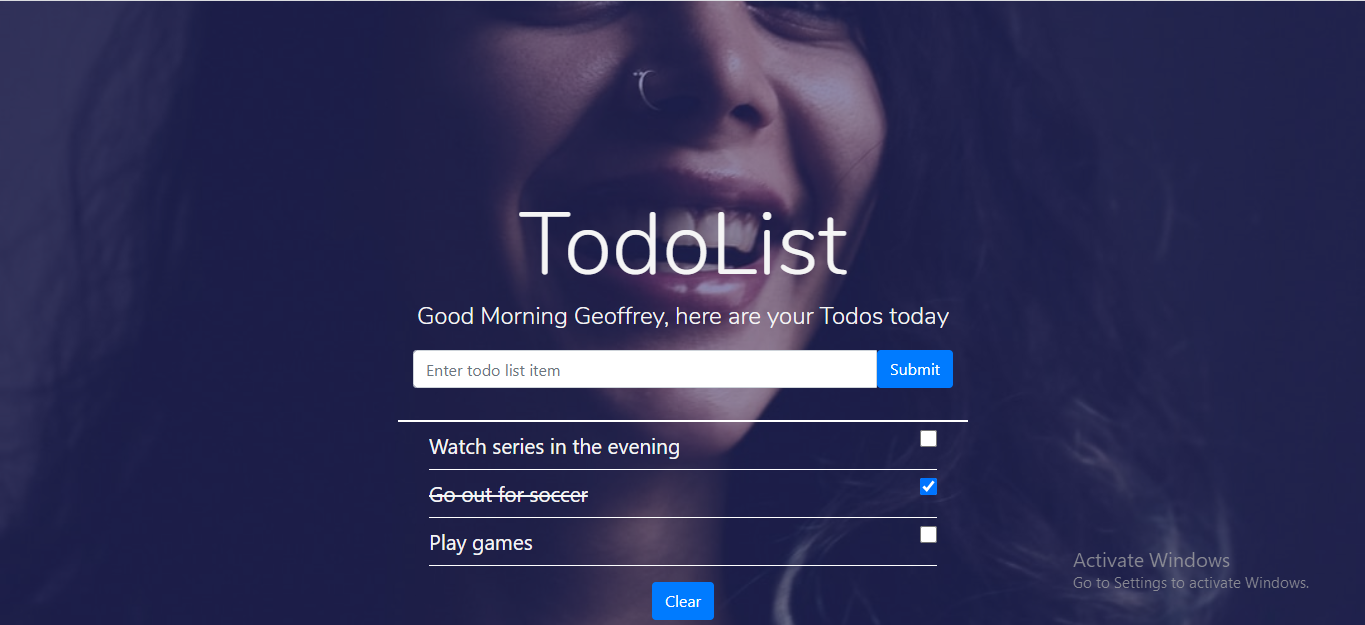 TodoList
Good Morning Geoffrey, here are your Todos today
Enter todo list item
Submit
Watch series in the evening
Go out for soccer
Play games
Clear
Activate Windows
Go to Settings to activate Windows.